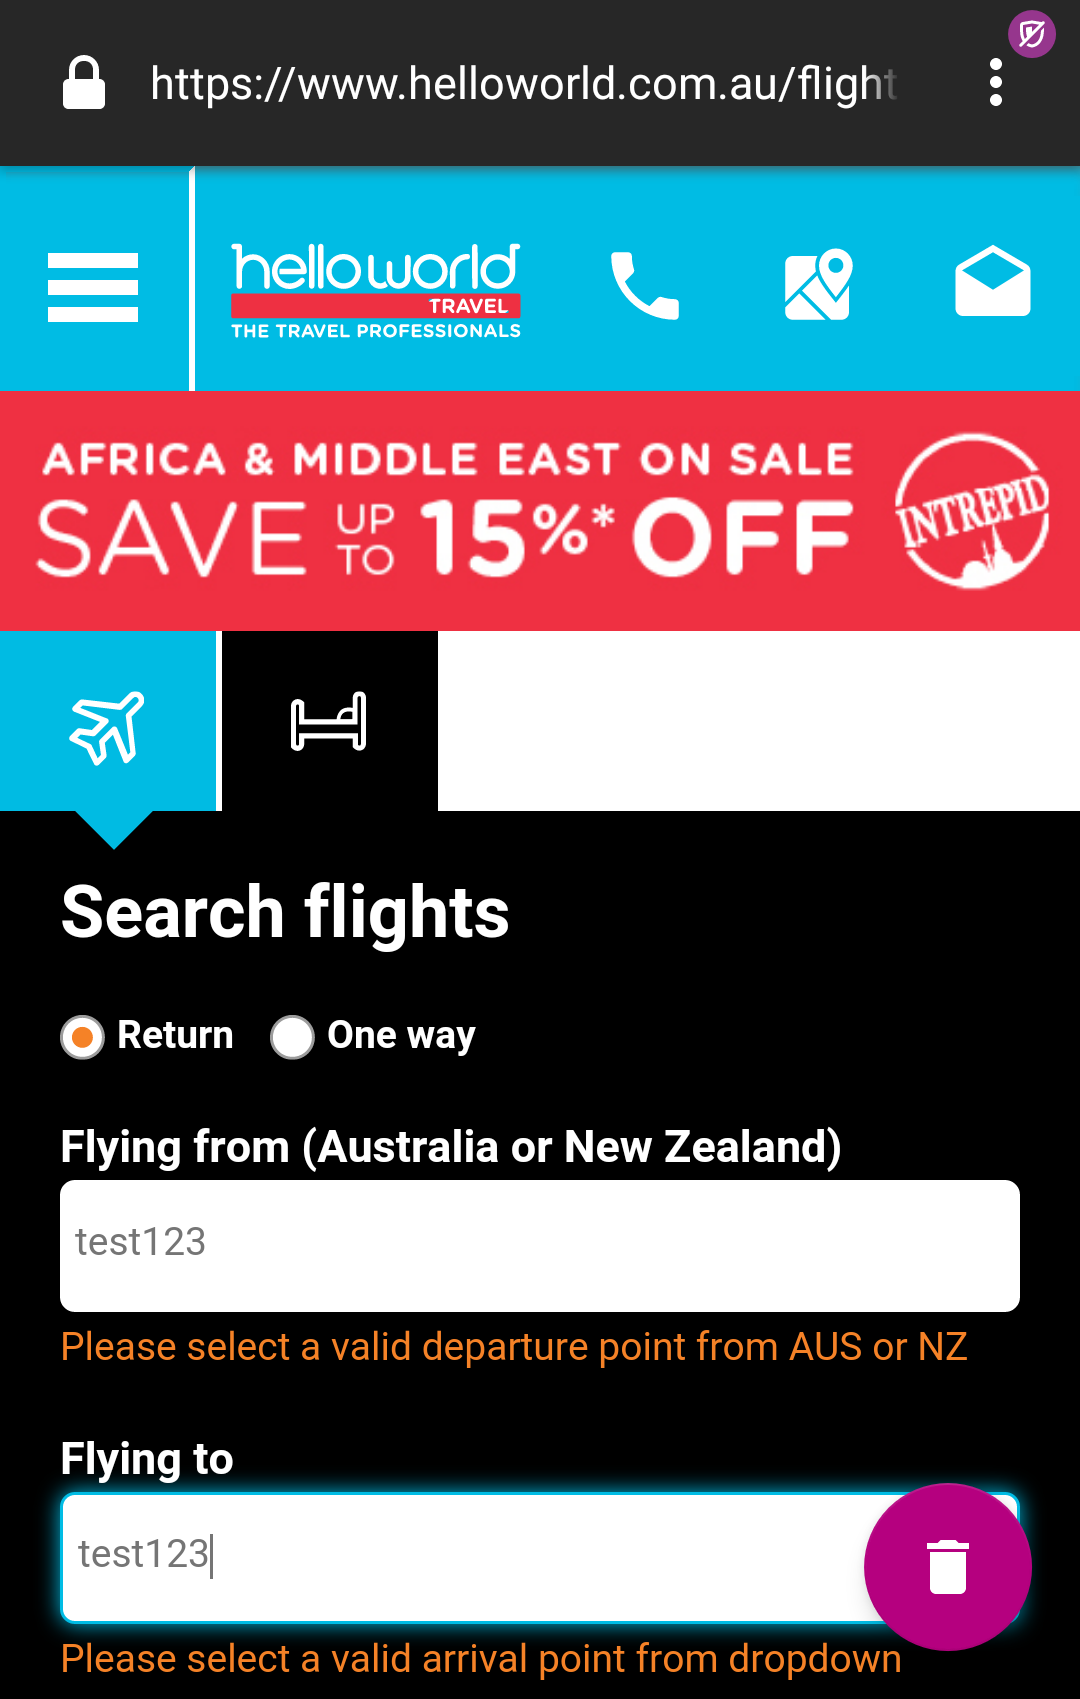 https://www.helloworld.com.au/flight
helloworld
TRAVEL
THE TRAVEL PROFESSIONALS
AFRICA & MIDDLE EAST ON SALE
SAVE UP TO 15%* OFF
INTREPID
Search flights
Return One way
Flying from (Australia or New Zealand)
test123
Please select a valid departure point from AUS or NZ
Flying to
test123
Please select a valid arrival point from dropdown